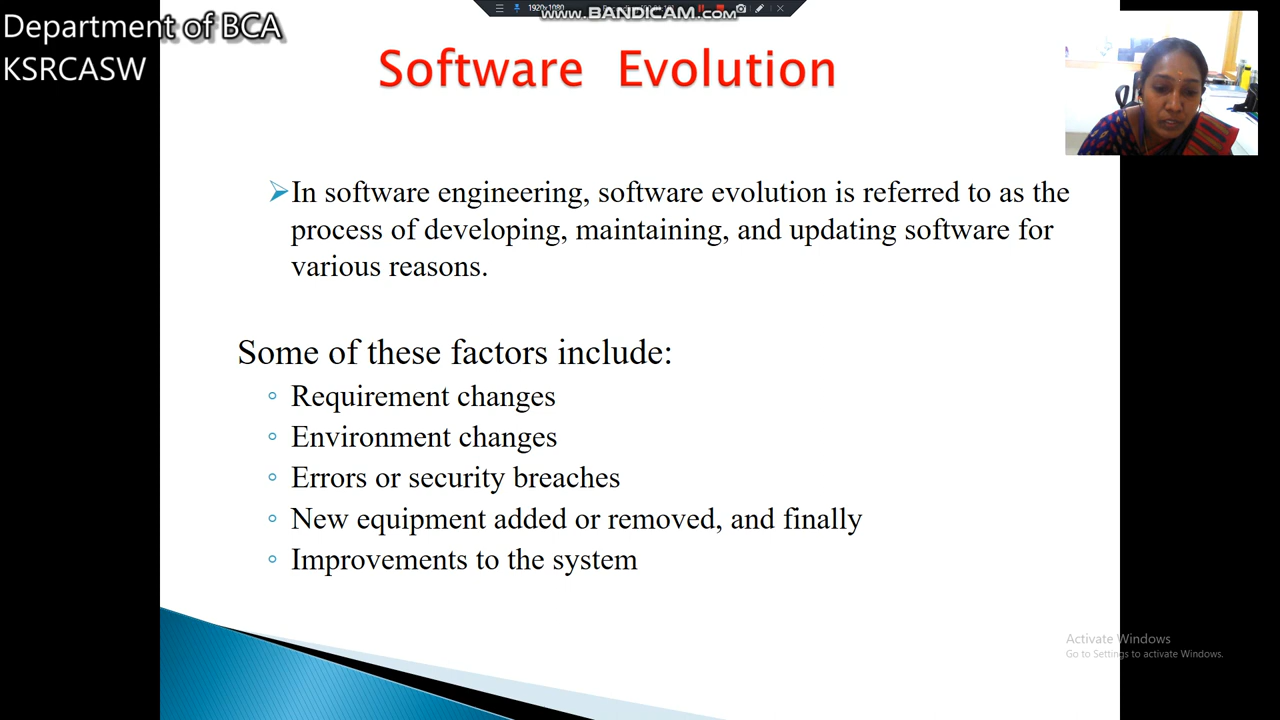 Department of BCA
KSRCASW
1920x1080
www.BANDICAM.com
Software Evolution
In software engineering, software evolution is referred to as the
process of developing, maintaining, and updating software for
various reasons.
Some of these factors include:
Requirement changes
Environment changes
Errors or security breaches
New equipment added or removed, and finally
Improvements to the system
Activate Windows
Go to Settings to activate Windows.